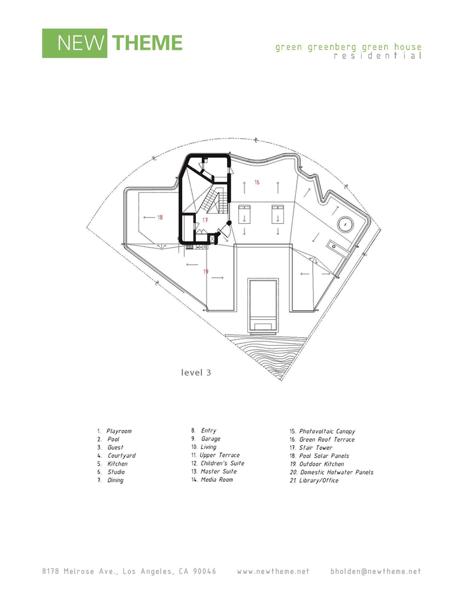 NEW THEME
green greenberg green house
residential
16
18
17
19
level 3
1. Playroom
2. Pool
3. Guest
4. Courtyard
5. Kitchen
6. Studio
7. Dining
8. Entry
9. Garage
10. Living
11. Upper Terrace
12. Children's Suite
13. Master Suite
14. Media Room
15. Photovoltaic Canopy
16. Green Roof Terrace
17. Stair Tower
18. Pool Solar Panels
19. Outdoor Kitchen
20. Domestic Hotwater Panels
21. Library/Office
8178 Melrose Ave., Los Angeles, CA 90046 www.newtheme.net bholden@newtheme.net